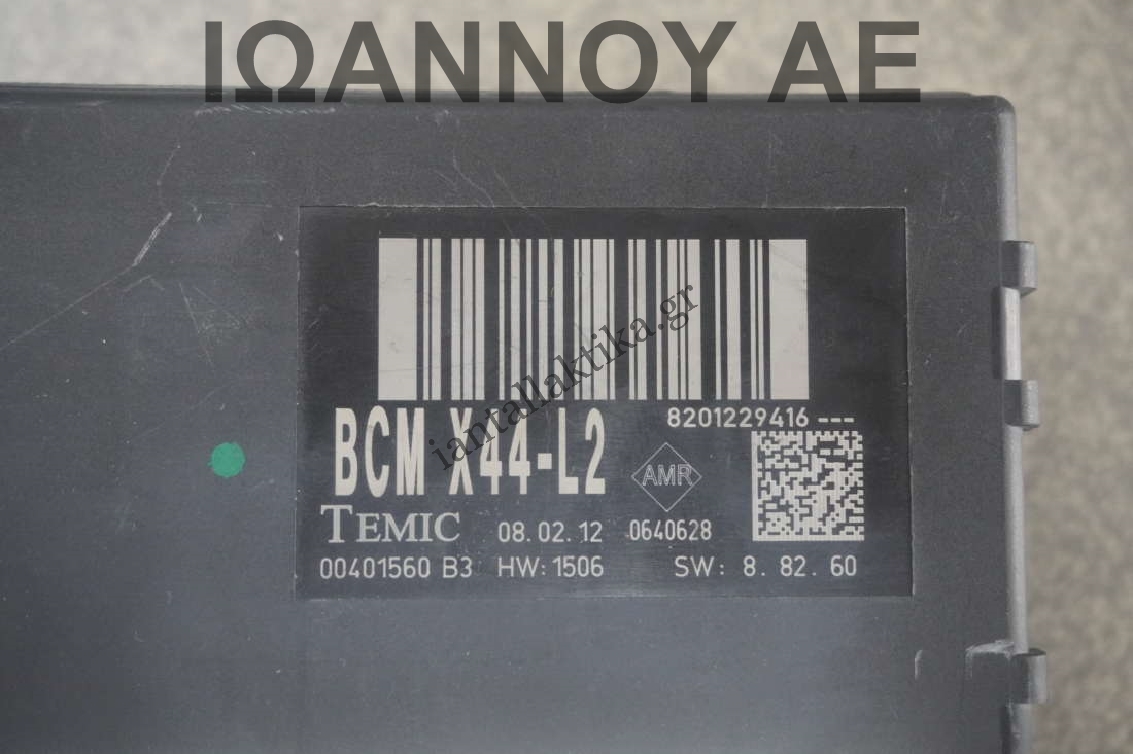 ΙΩΑΝΝΟΥ ΑΕ
iantallaktika.gr
8201229416 ---
BCM X44-L2
AMR
TEMIC 08.02.12 0640628
00401560 B3 HW:1506 SW: 8.82.60